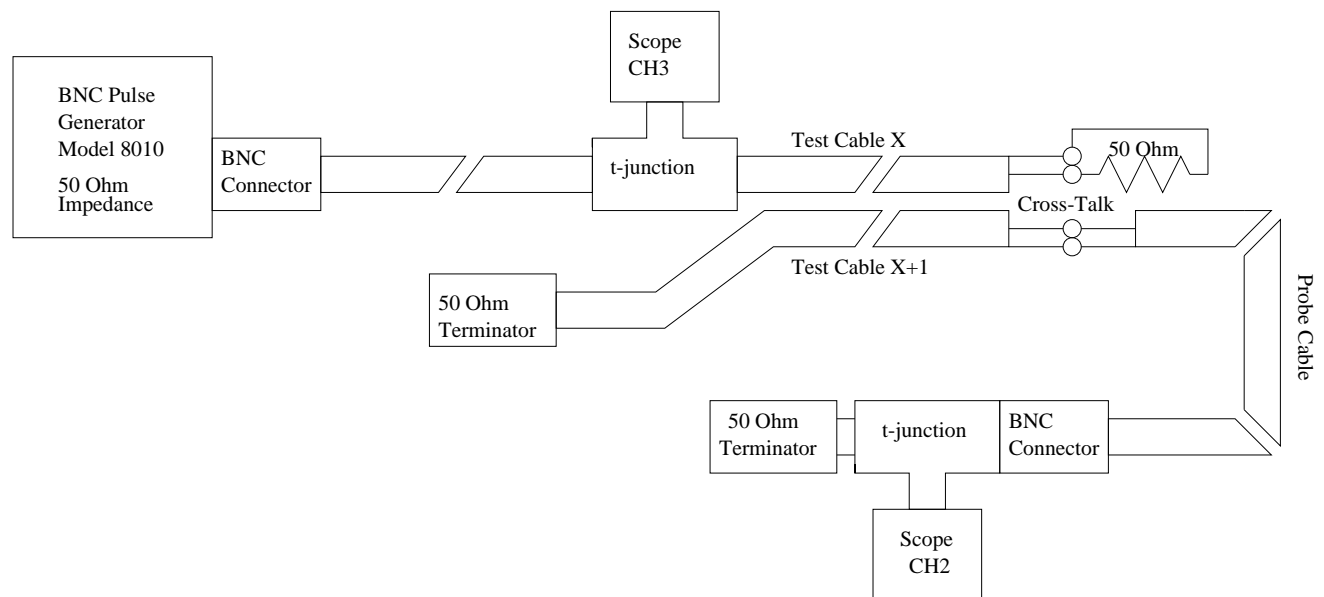 Scope
CH3
BNC Pulse
Generator
Model 8010
50 Ohm
Impedance
BNC
Connector
t-junction
Test Cable X
50 Ohm
Cross-Talk
Test Cable X+1
50 Ohm
Terminator
Probe Cable
50 Ohm
Terminator
t-junction
BNC
Connector
Scope
CH2